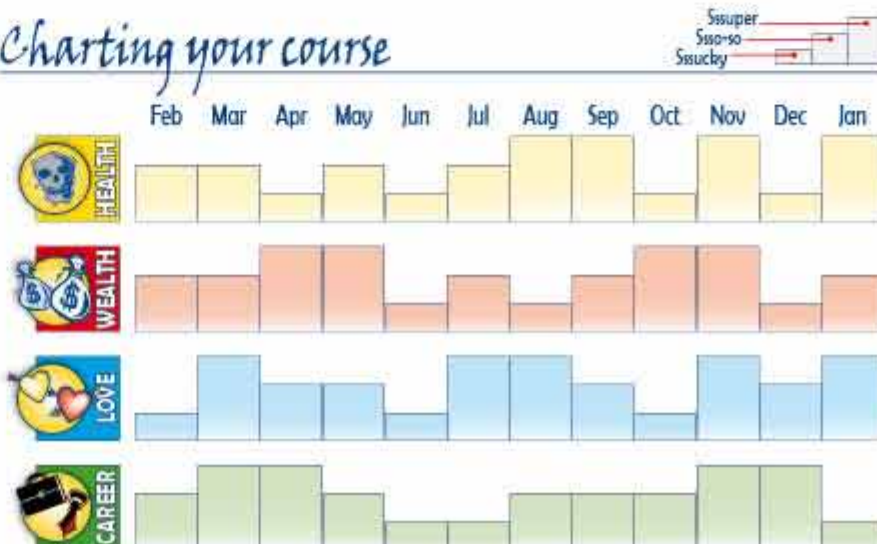 Charting your course
Sssuper
Ssso-so
Sssucky
Feb Mar Apr May Jun Jul Aug Sep Oct Nov Dec Jan
HEALTH
WEALTH
$ $
LOVE
CAREER